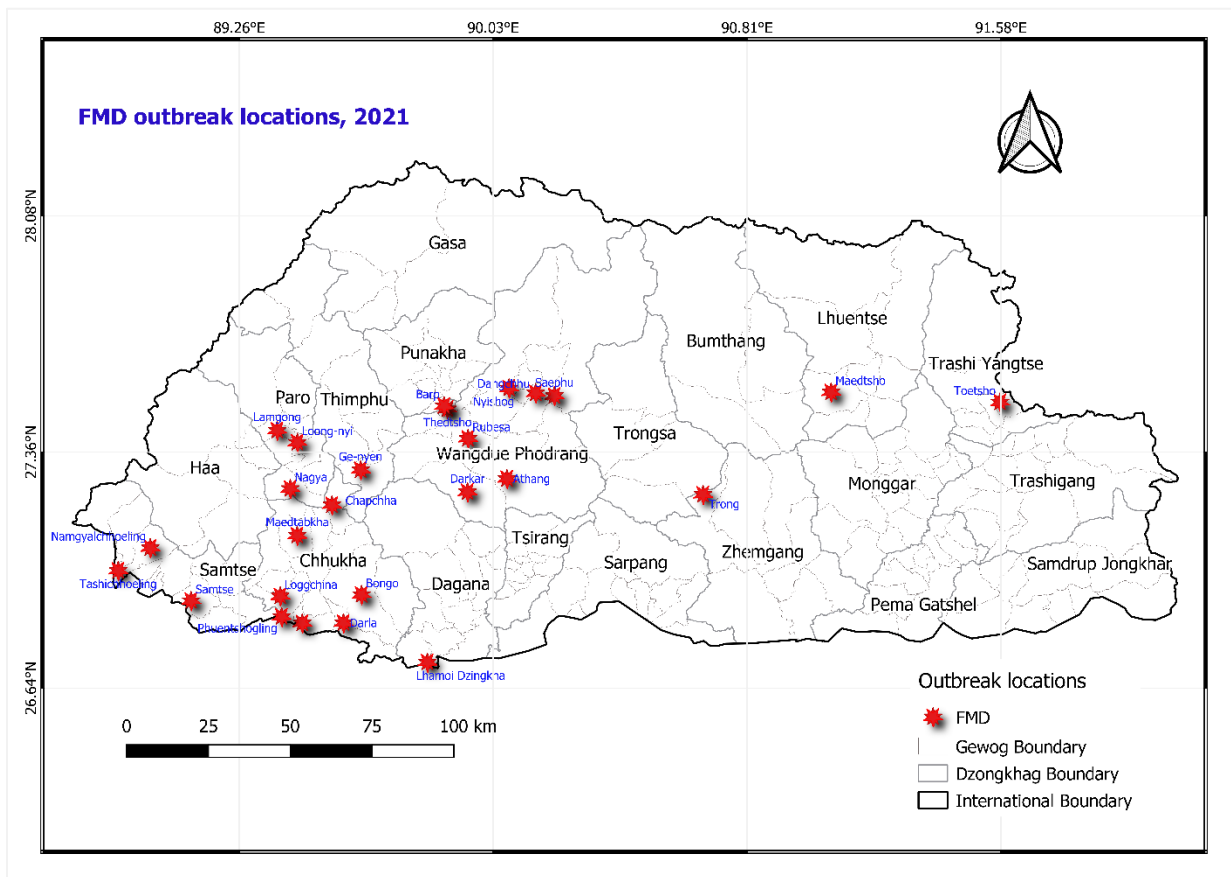 89.26°E
90.03°E
90.81°E
91.58°E
FMD outbreak locations, 2021
28.08°N
27.36°N
26.64°N
Gasa
Lhuentse
Bumthang
Punakha
Trashi Yangtse
Maedtsho
Saephu
Toetsho
Paro
Thimphu
Nyishog
Thedtsho
Rubesa
Lamgong
Loong-nyi
Trongsa
Wangdue Phodrang
Ge-nyen
Haa
Nagya
Darkar
Athang
Monggar
Trashigang
Chapchha
Trong
Maedtabkha
Namgyalchhoeling
Tsirang
Zhemgang
Chhukha
Samtse
Sarpang
Samdrup Jongkhar
Tashichhoeling
Samtse
Loggchina
Bongo
Dagana
Pema Gatshel
Phuentshogling
Darla
Lhamoi Dzingkha
Outbreak locations
FMD
Gewog Boundary
Dzongkhag Boundary
International Boundary
0 25 50 75 100 km